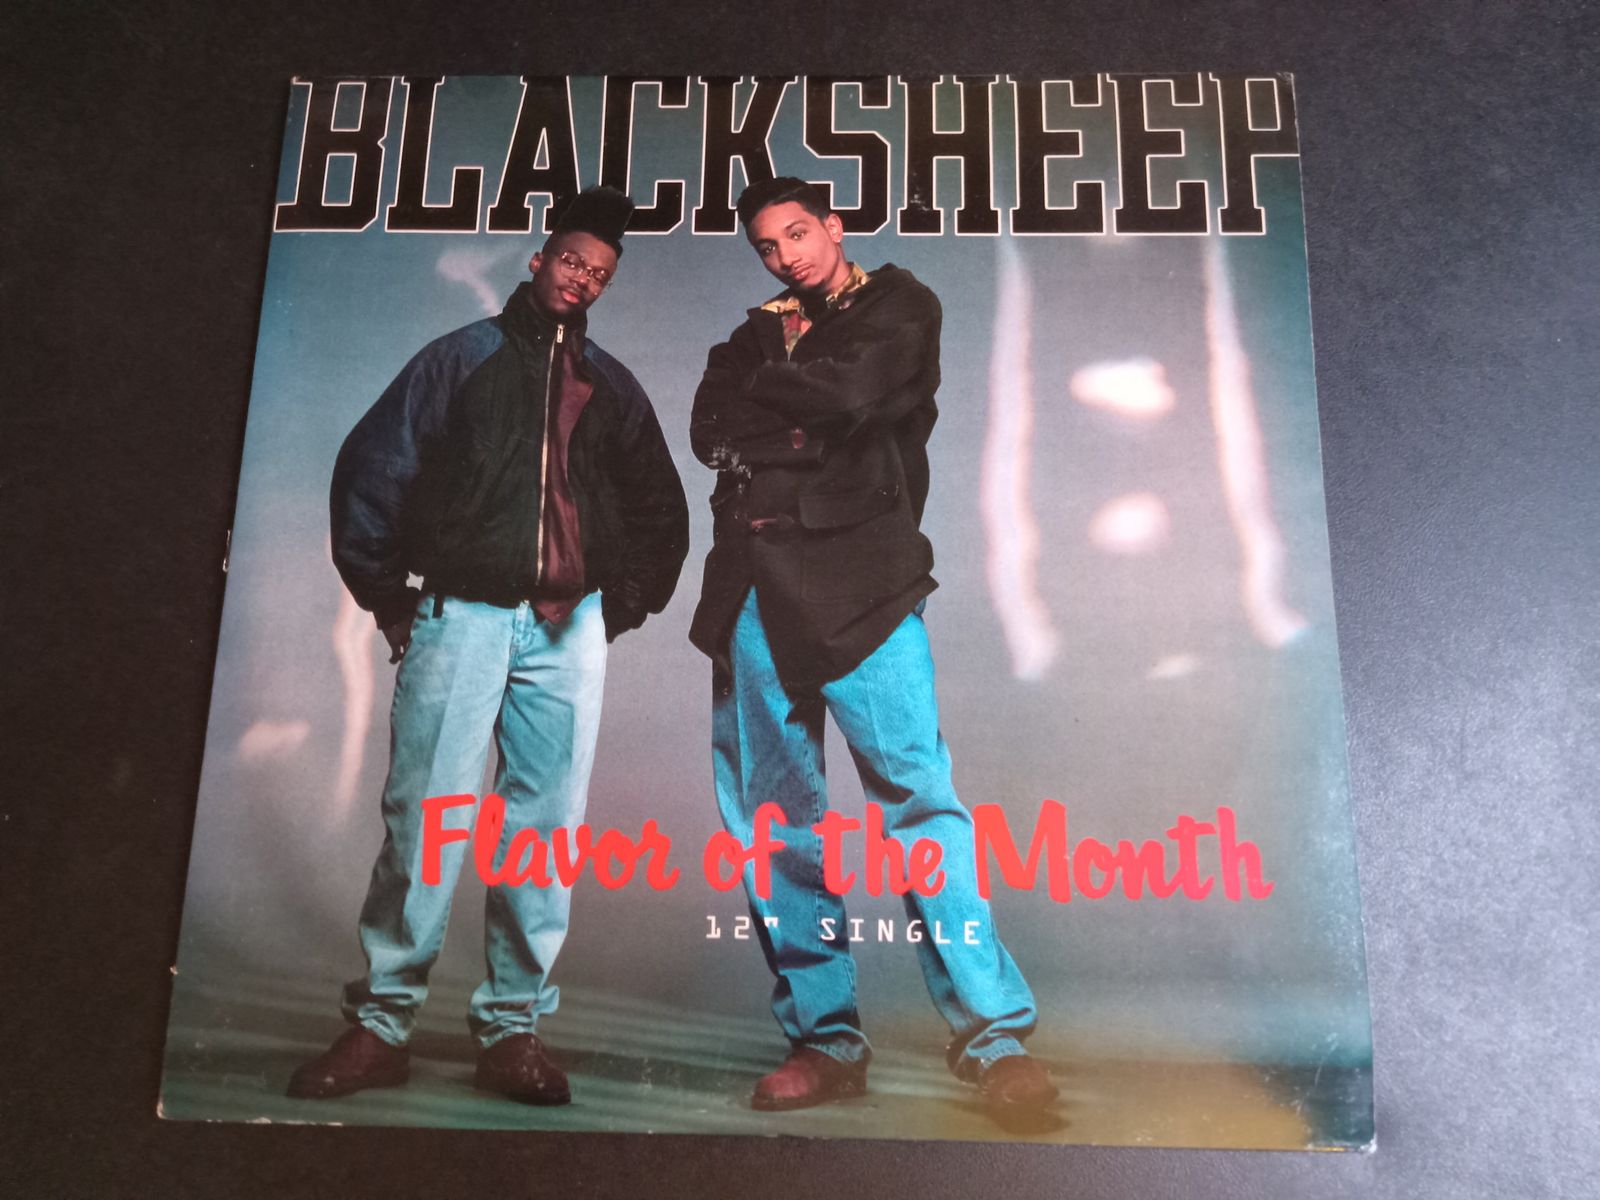 BLACKSHEEP
Flavor of the Month
12" SINGLE